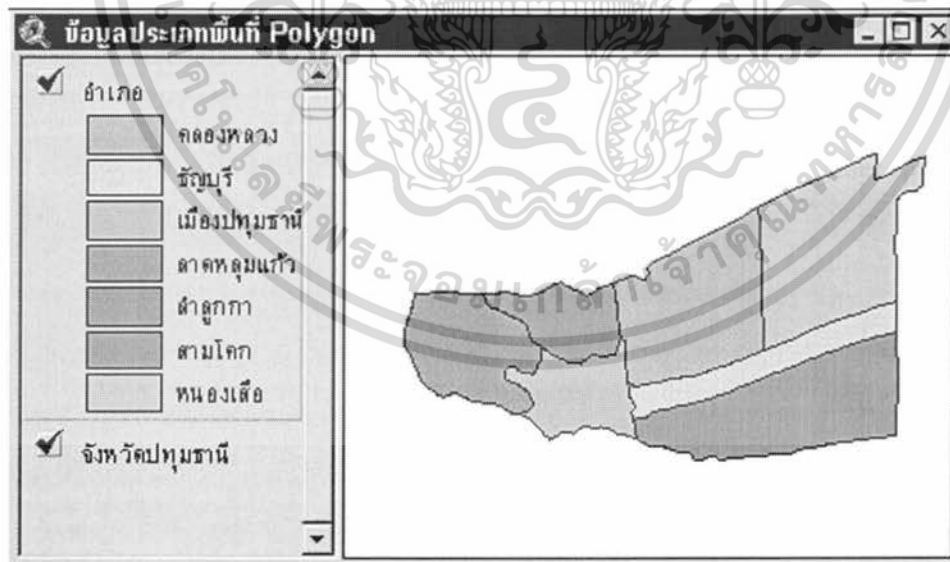 ข้อมูลประเภทพื้นที่ Polygon
อำเภอ
คลองหลวง
ธัญบุรี
เมืองปทุมธานี
ลาดหลุมแก้ว
ลำลูกกา
สามโคก
หนองเสือ
จังหวัดปทุมธานี